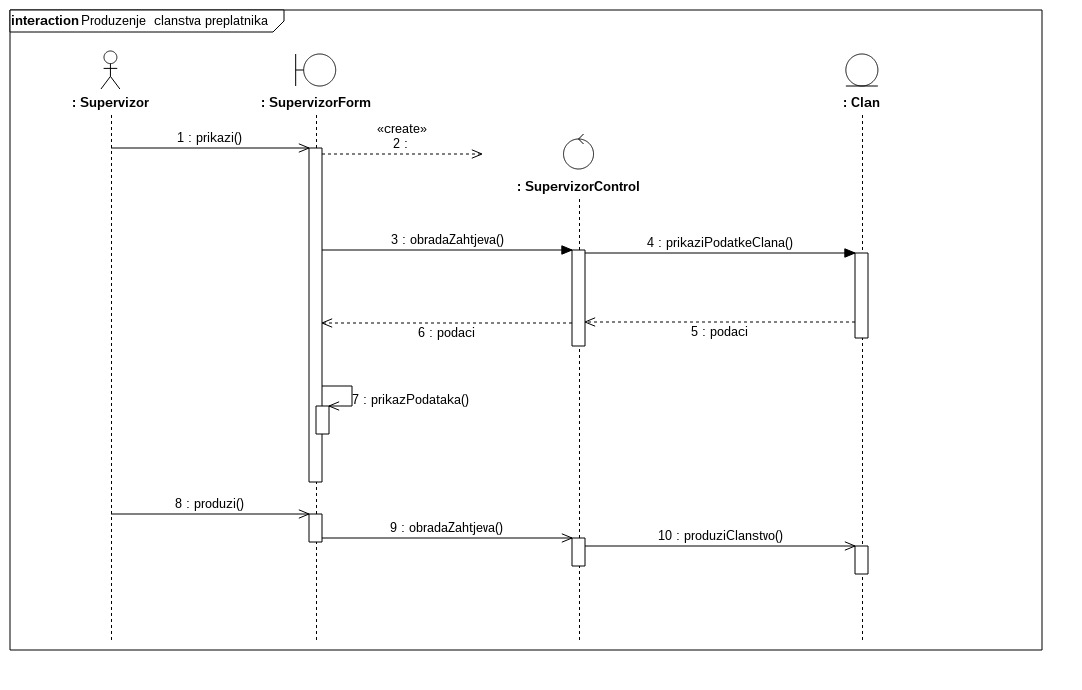 interaction Produzenje clanstva preplatnika
: Supervizor
: SupervizorForm
: Clan
1 : prikazi()
«create»
2 :
: SupervizorControl
3 : obradaZahtjeva()
4 : prikaziPodatkeClana()
5 : podaci
6 : podaci
7 : prikazPodataka()
8 : produzi()
9 : obradaZahtjeva()
10 : produziClanstvo()